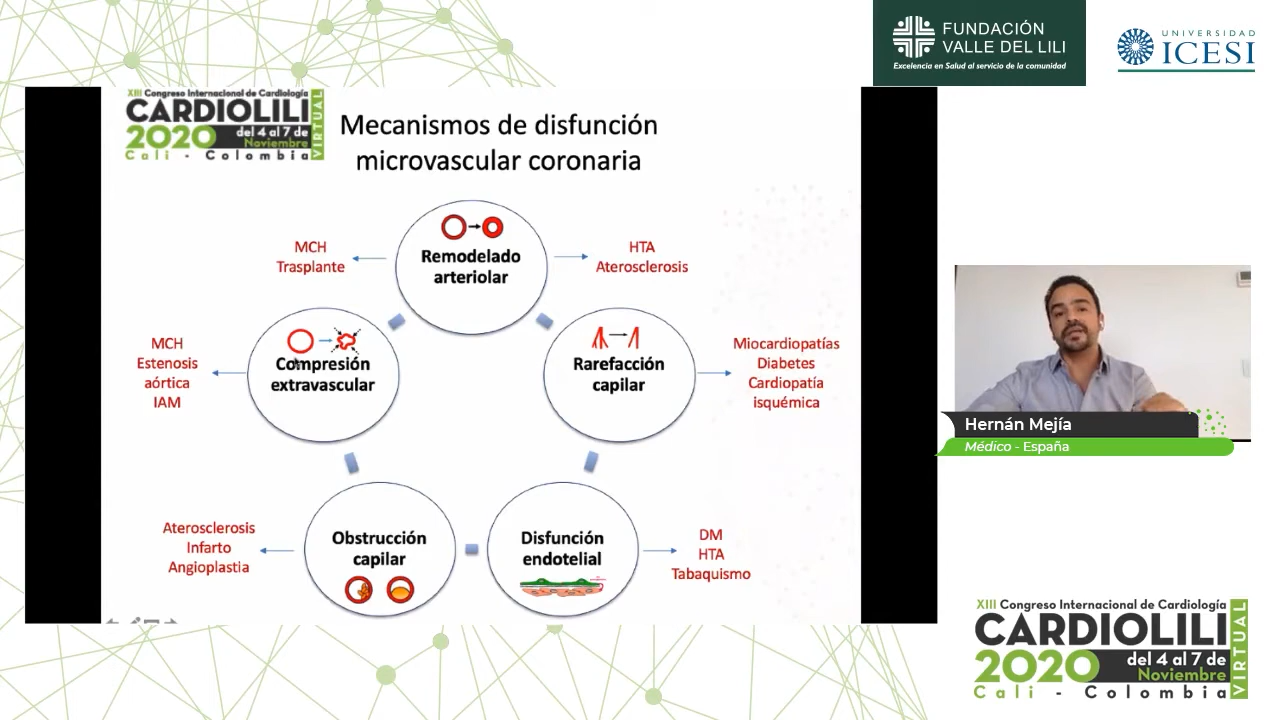 FUNDACIÓN
VALLE DEL LILI
Excelencia en Salud al servicio de la comunidad
UNIVERSIDAD
ICESI
XIII Congreso Internacional de Cardiología
CARDIOLILI
2020 del 4 al 7 de
Noviembre
Cali - Colombia
VIRTUAL
Mecanismos de disfunción
microvascular coronaria
Remodelado
arteriolar
MCH
Trasplante
HTA
Aterosclerosis
Compresión
extravascular
MCH
Estenosis
aórtica
IAM
Rarefacción
capilar
Miocardiopatías
Diabetes
Cardiopatía
isquémica
Obstrucción
capilar
Aterosclerosis
Infarto
Angioplastia
Disfunción
endotelial
DM
HTA
Tabaquismo
Hernán Mejía
Médico - España
XIII Congreso Internacional de Cardiología
CARDIOLILI
2020 del 4 al 7 de
Noviembre
Cali - Colombia
VIRTUAL